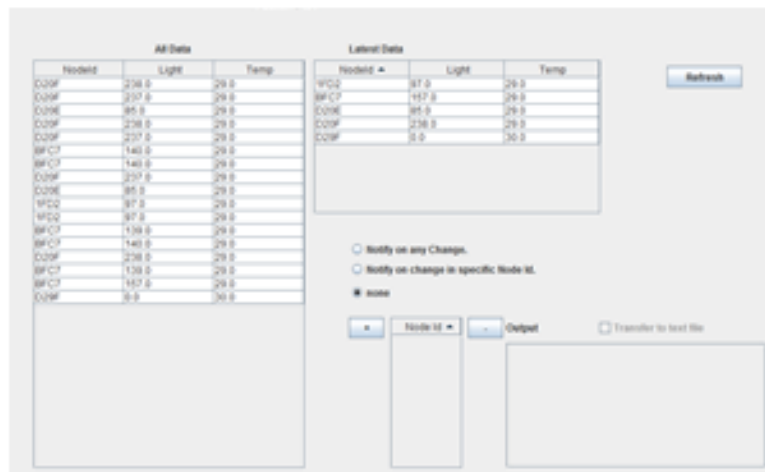 All Data
NodeId Light Temp
D20F 238.0 29.0
D20F 237.0 29.0
D20E 85.0 29.0
D20F 238.0 29.0
D20F 237.0 29.0
BFC7 140.0 29.0
BFC7 140.0 29.0
D20F 237.0 29.0
D20E 85.0 29.0
1FD2 97.0 29.0
1FD2 97.0 29.0
BFC7 139.0 29.0
BFC7 140.0 29.0
D20F 238.0 29.0
BFC7 139.0 29.0
BFC7 157.0 29.0
D29F 0.0 30.0
Latest Data
NodeId Light Temp
1FD2 97.0 29.0
BFC7 157.0 29.0
D20E 85.0 29.0
D20F 238.0 29.0
D29F 0.0 30.0
Refresh
Notify on any Change.
Notify on change in specific Node Id.
none
Node Id
-
Output
Transfer to text file